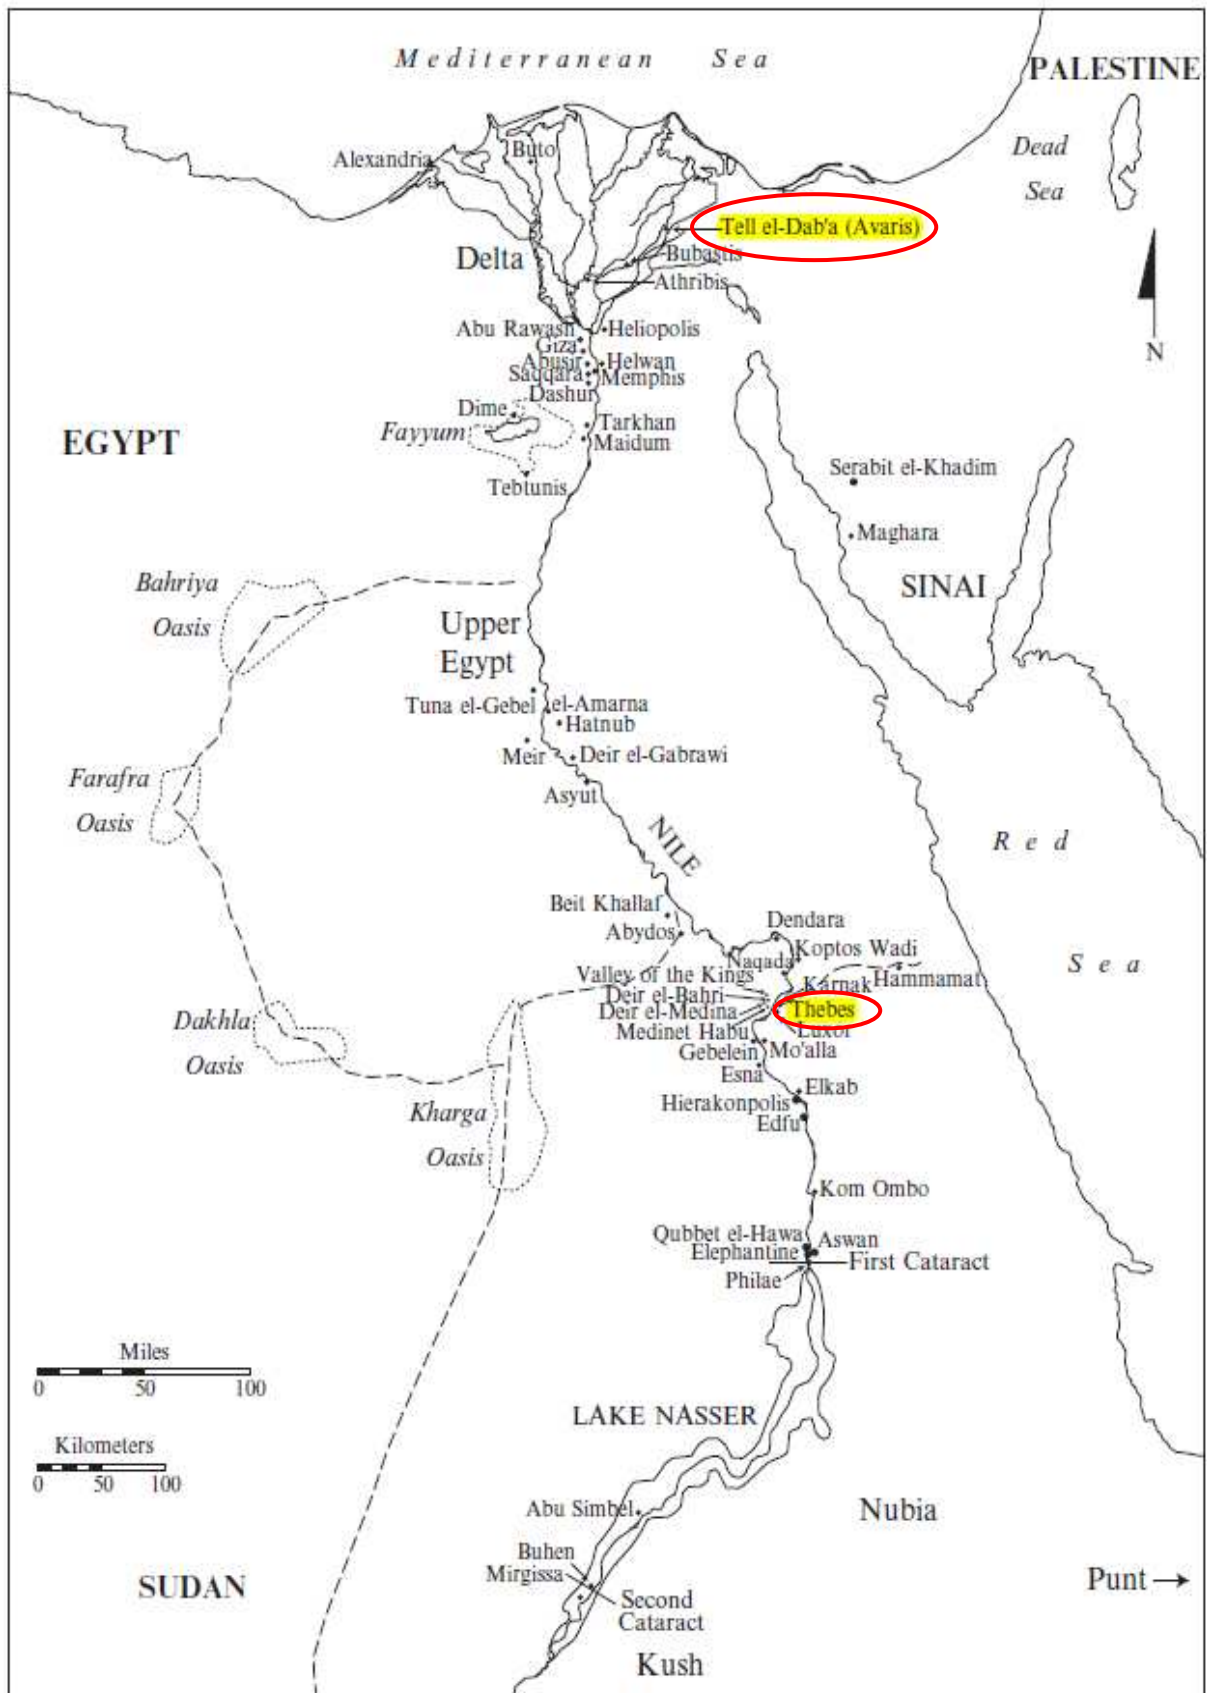 Mediterranean Sea
PALESTINE
Dead
Sea
Alexandria
Buto
Tell el-Dab'a (Avaris)
Delta
Bubastis
Athribis
Abu Rawash
Heliopolis
Giza
Abusir
Helwan
Saqqara
Memphis
Dashur
N
Dime
Fayyum
Tarkhan
Maidum
EGYPT
Tebtunis
Serabit el-Khadim
Maghara
SINAI
Bahriya
Oasis
Upper
Egypt
Tuna el-Gebel
el-Amarna
Hatnub
Meir
Deir el-Gabrawi
Asyut
Farafra
Oasis
NILE
Red
Sea
Beit Khallaf
Abydos
Dendara
Koptos Wadi
Hammamat
Naqada
Valley of the Kings
Karnak
Deir el-Bahri
Deir el-Medina
Thebes
Medinet Habu
Luxor
Gebelein
Mo'alla
Esna
Elkab
Hierakonpolis
Edfu
Dakhla
Oasis
Kharga
Oasis
Kom Ombo
Qubbet el-Hawa
Aswan
Elephantine
First Cataract
Philae
Miles
0 50 100
Kilometers
0 50 100
LAKE NASSER
Abu Simbel
Nubia
Buhen
Mirgissa
Second
Cataract
SUDAN
Punt
Kush